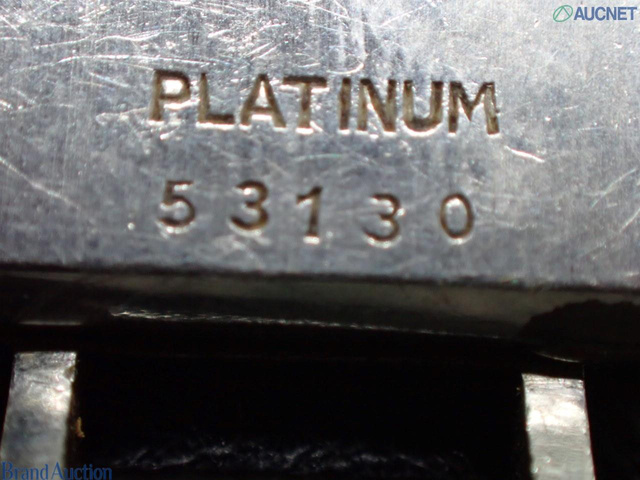 AUCNET
PLATINUM
53130
Brand Auction